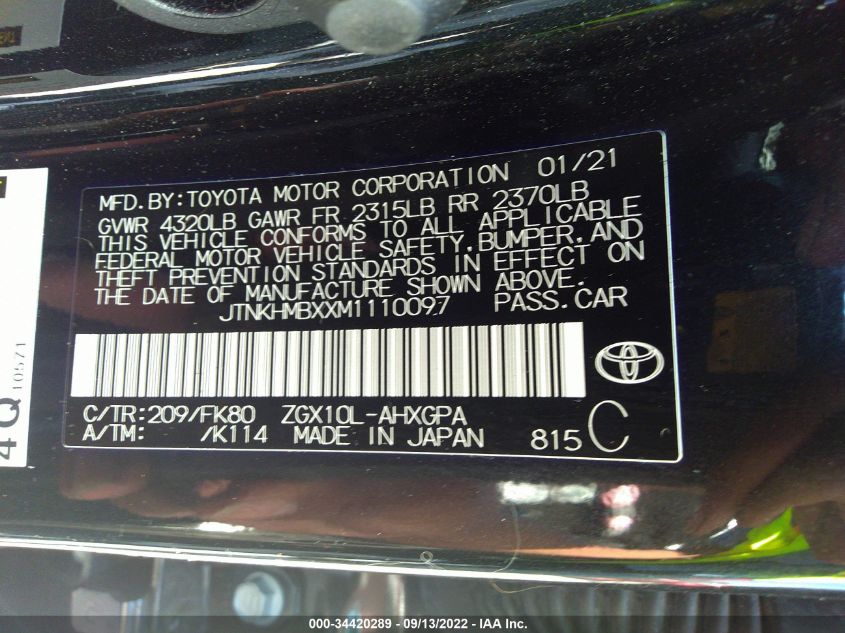 MFD. BY: TOYOTA MOTOR CORPORATION 01/21
GVWR 4320LB GAWR FR 2315LB RR 2370LB
THIS VEHICLE CONFORMS TO ALL APPLICABLE
FEDERAL MOTOR VEHICLE SAFETY, BUMPER, AND
THEFT PREVENTION STANDARDS IN EFFECT ON
THE DATE OF MANUFACTURE SHOWN ABOVE.
JTNKHMBXXM1110097 PASS. CAR
C/TR: 209/FK80 ZGX10L-AHXGPA
A/TM: /K114 MADE IN JAPAN 815 C
4Q 10571
000-34420289 - 09/13/2022 - IAA Inc.